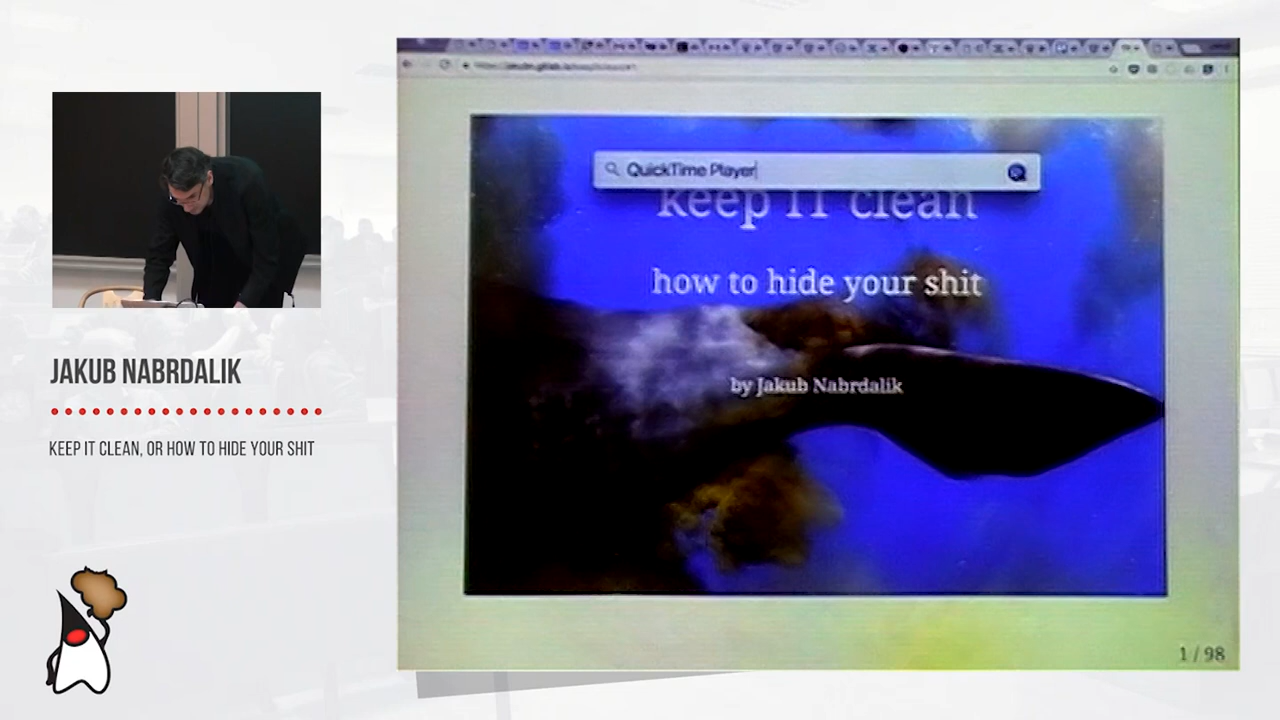 JAKUB NABRDALIK
KEEP IT CLEAN, OR HOW TO HIDE YOUR SHIT
QuickTime Player
keep IT clean
how to hide your shit
by Jakub Nabrdalik
1 / 98